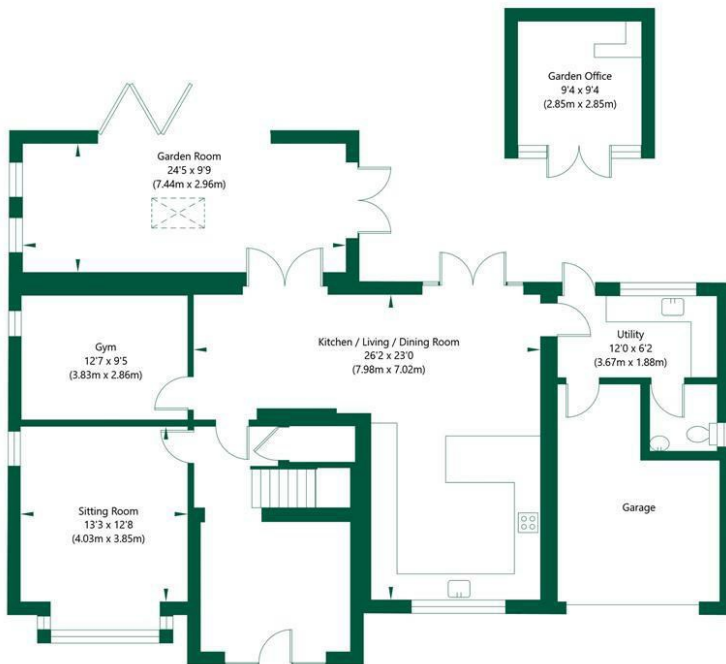 Garden Office
9'4 x 9'4
(2.85m x 2.85m)
Garden Room
24'5 x 9'9
(7.44m x 2.96m)
Gym
12'7 x 9'5
(3.83m x 2.86m)
Kitchen / Living / Dining Room
26'2 x 23'0
(7.98m x 7.02m)
Utility
12'0 x 6'2
(3.67m x 1.88m)
Sitting Room
13'3 x 12'8
(4.03m x 3.85m)
Garage